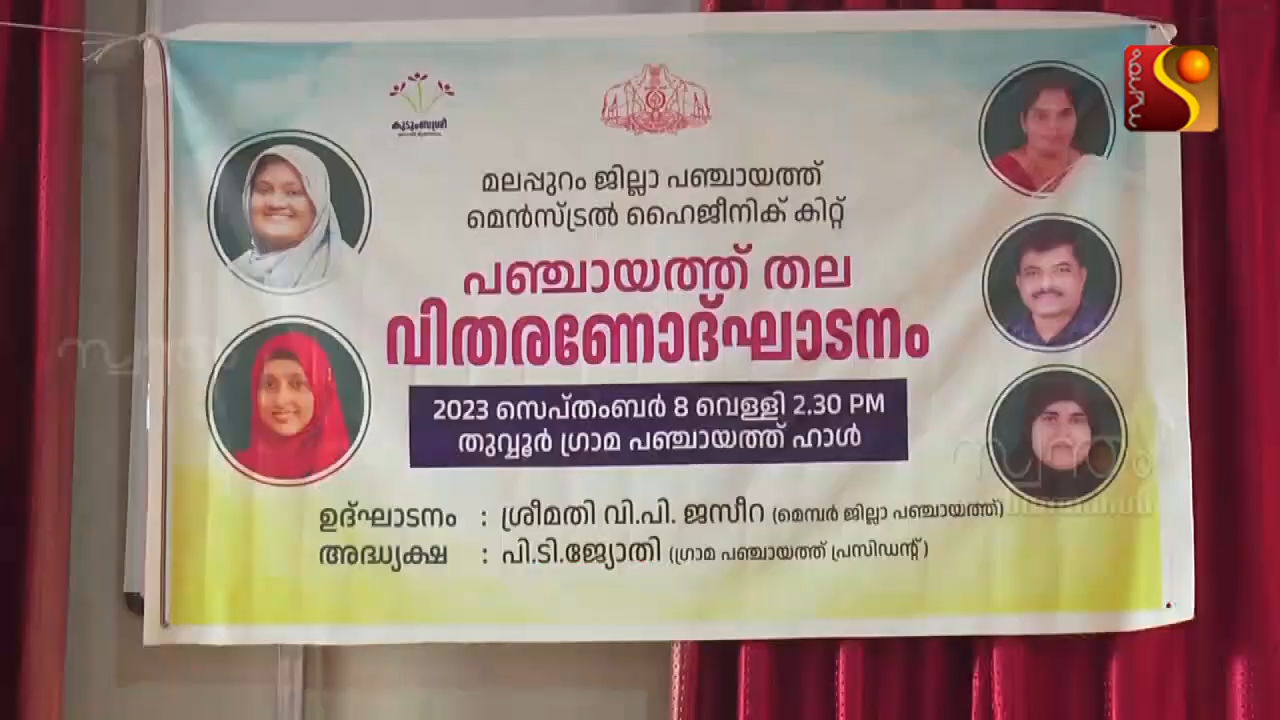 കുടുംബശ്രീ
മലപ്പുറം ജില്ലാ പഞ്ചായത്ത്
മെൻസ്ട്രൽ ഹൈജീനിക് കിറ്റ്
പഞ്ചായത്ത് തല
വിതരണോദ്ഘാടനം
2023 സെപ്തംബർ 8 വെള്ളി 2.30 PM
തുവ്വൂർ ഗ്രാമ പഞ്ചായത്ത് ഹാൾ
ഉദ്ഘാടനം : ശ്രീമതി വി.പി. ജസീറ (മെമ്പർ ജില്ലാ പഞ്ചായത്ത്)
അദ്ധ്യക്ഷ : പി.ടി.ജ്യോതി (ഗ്രാമ പഞ്ചായത്ത് പ്രസിഡന്റ്)